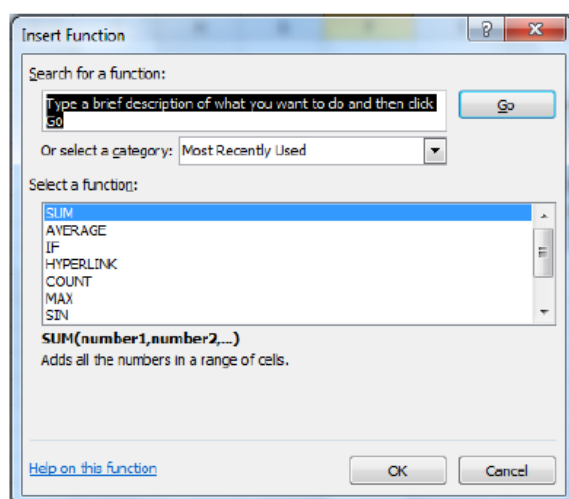 Insert Function
Search for a function:
Type a brief description of what you want to do and then click
Go
Go
Or select a category: Most Recently Used
Select a function:
SUM
AVERAGE
IF
HYPERLINK
COUNT
MAX
SIN
SUM(number1,number2,...)
Adds all the numbers in a range of cells.
Help on this function
OK
Cancel